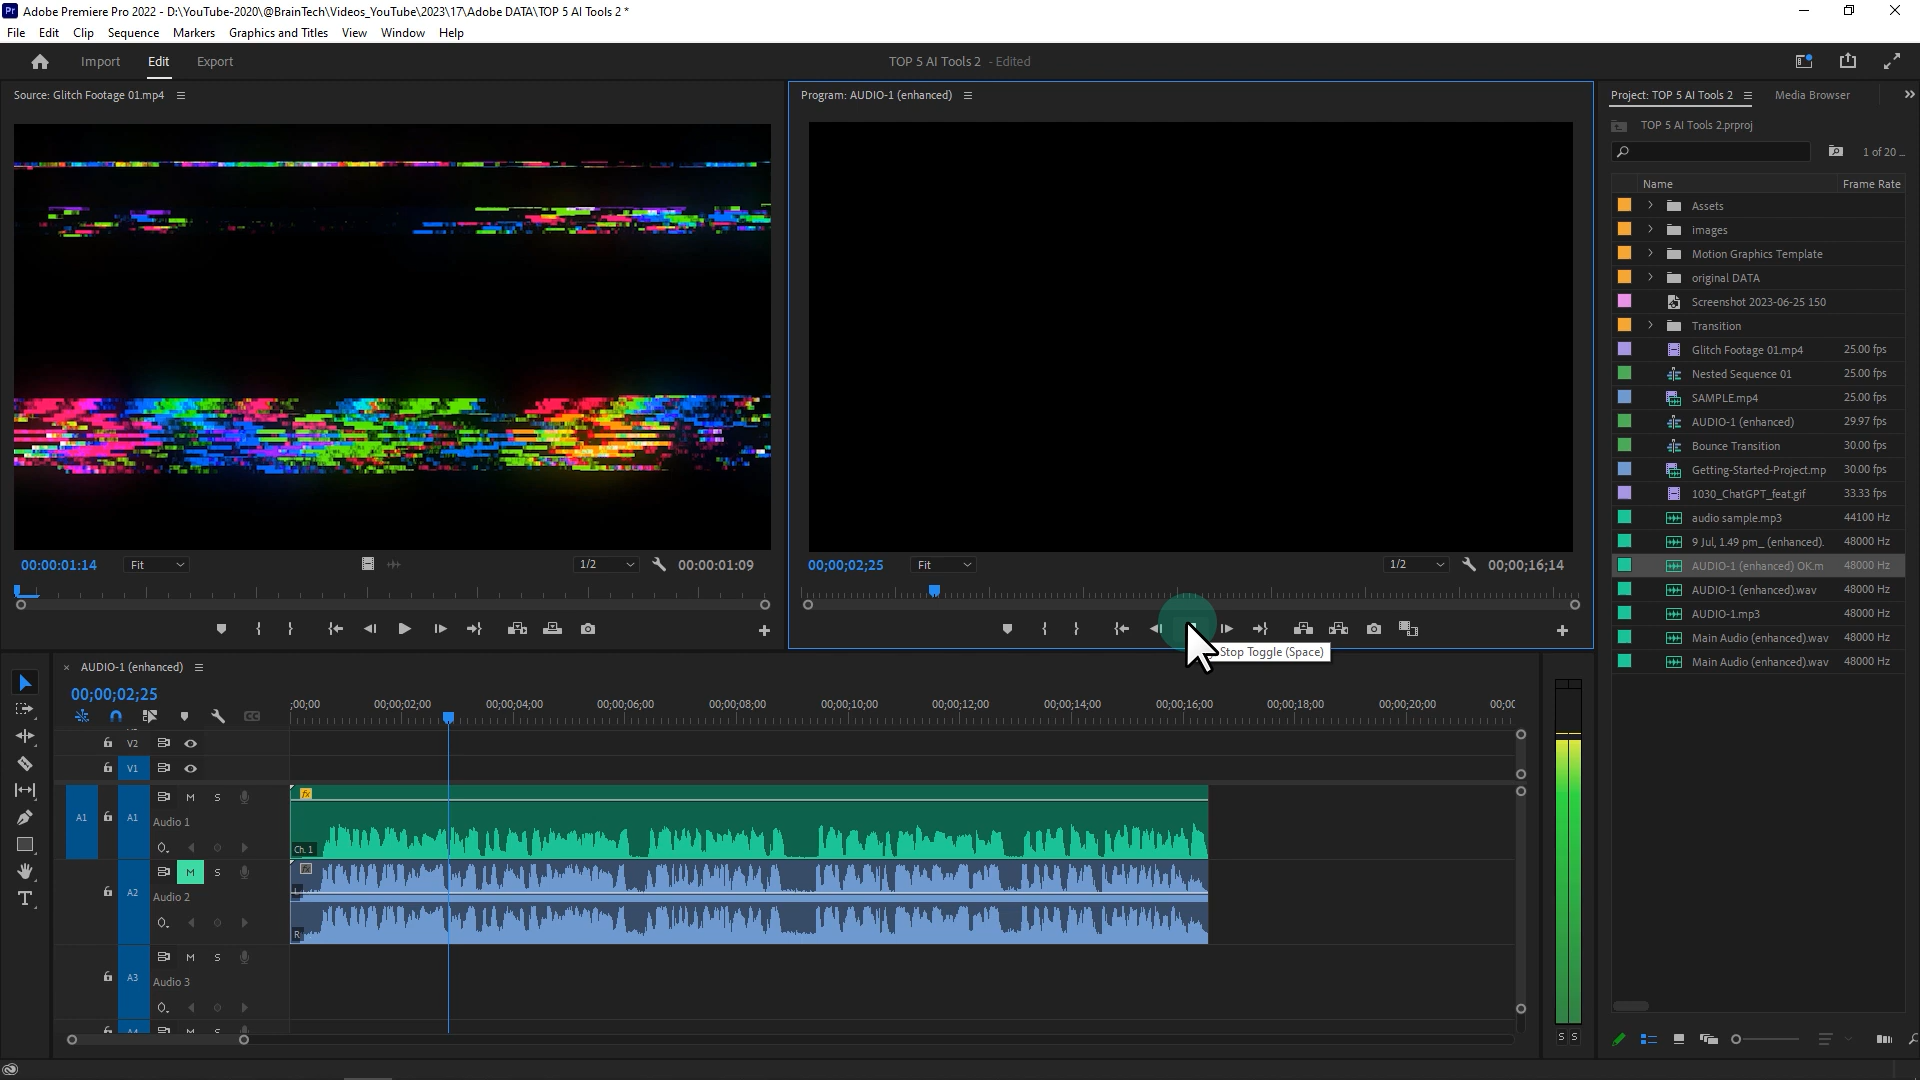 Pr Adobe Premiere Pro 2022 - D:\YouTube-2020\@BrainTech\Videos_YouTube\2023\17\Adobe DATA\TOP 5 AI Tools 2 *
File Edit Clip Sequence Markers Graphics and Titles View Window Help
Import Edit Export
TOP 5 AI Tools 2 - Edited
Source: Glitch Footage 01.mp4
00:00:01:14 Fit 1/2 00:00:01:09
Program: AUDIO-1 (enhanced)
00;00;02;25 Fit 1/2 00;00;16;14
Stop Toggle (Space)
Project: TOP 5 AI Tools 2 Media Browser
TOP 5 AI Tools 2.prproj
1 of 20 ...
Name Frame Rate
Assets
images
Motion Graphics Template
original DATA
Screenshot 2023-06-25 150
Transition
Glitch Footage 01.mp4 25.00 fps
Nested Sequence 01 25.00 fps
SAMPLE.mp4 25.00 fps
AUDIO-1 (enhanced) 29.97 fps
Bounce Transition 30.00 fps
Getting-Started-Project.mp 30.00 fps
1030_ChatGPT_feat.gif 33.33 fps
audio sample.mp3 44100 Hz
9 Jul, 1.49 pm_ (enhanced). 48000 Hz
AUDIO-1 (enhanced) OK.m 48000 Hz
AUDIO-1 (enhanced).wav 48000 Hz
AUDIO-1.mp3 48000 Hz
Main Audio (enhanced).wav 48000 Hz
Main Audio (enhanced).wav 48000 Hz
AUDIO-1 (enhanced)
00;00;02;25
;00;00 00;00;02;00 00;00;04;00 00;00;06;00 00;00;08;00 00;00;10;00 00;00;12;00 00;00;14;00 00;00;16;00 00;00;18;00 00;00;20;00 00;0
V2
V1
A1 A1 M S
Audio 1
Ch. 1
A2 M S
Audio 2
L
R
A3 M S
Audio 3
A4 M S
S S